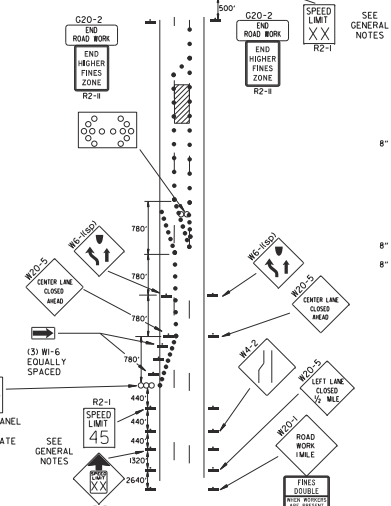 500'
G20-2
END
ROAD WORK
END
HIGHER
FINES
ZONE
R2-11
G20-2
END
ROAD WORK
END
HIGHER
FINES
ZONE
R2-11
SPEED
LIMIT
XX
R2-1
SEE
GENERAL
NOTES
8"
8"
8"
780'
780'
780'
780'
W6-1(sp)
W20-5
CENTER LANE
CLOSED
AHEAD
(3) W1-6
EQUALLY
SPACED
W6-1(sp)
W20-5
CENTER LANE
CLOSED
AHEAD
W4-2
W20-5
LEFT LANE
CLOSED
½ MILE
W20-1
ROAD
WORK
1 MILE
FINES
DOUBLE
WHEN WORKERS
ARE PRESENT
440'
440'
440'
1320'
2640'
PANEL
ATE
R2-1
SPEED
LIMIT
45
SEE
GENERAL
NOTES
SPEED
LIMIT
XX